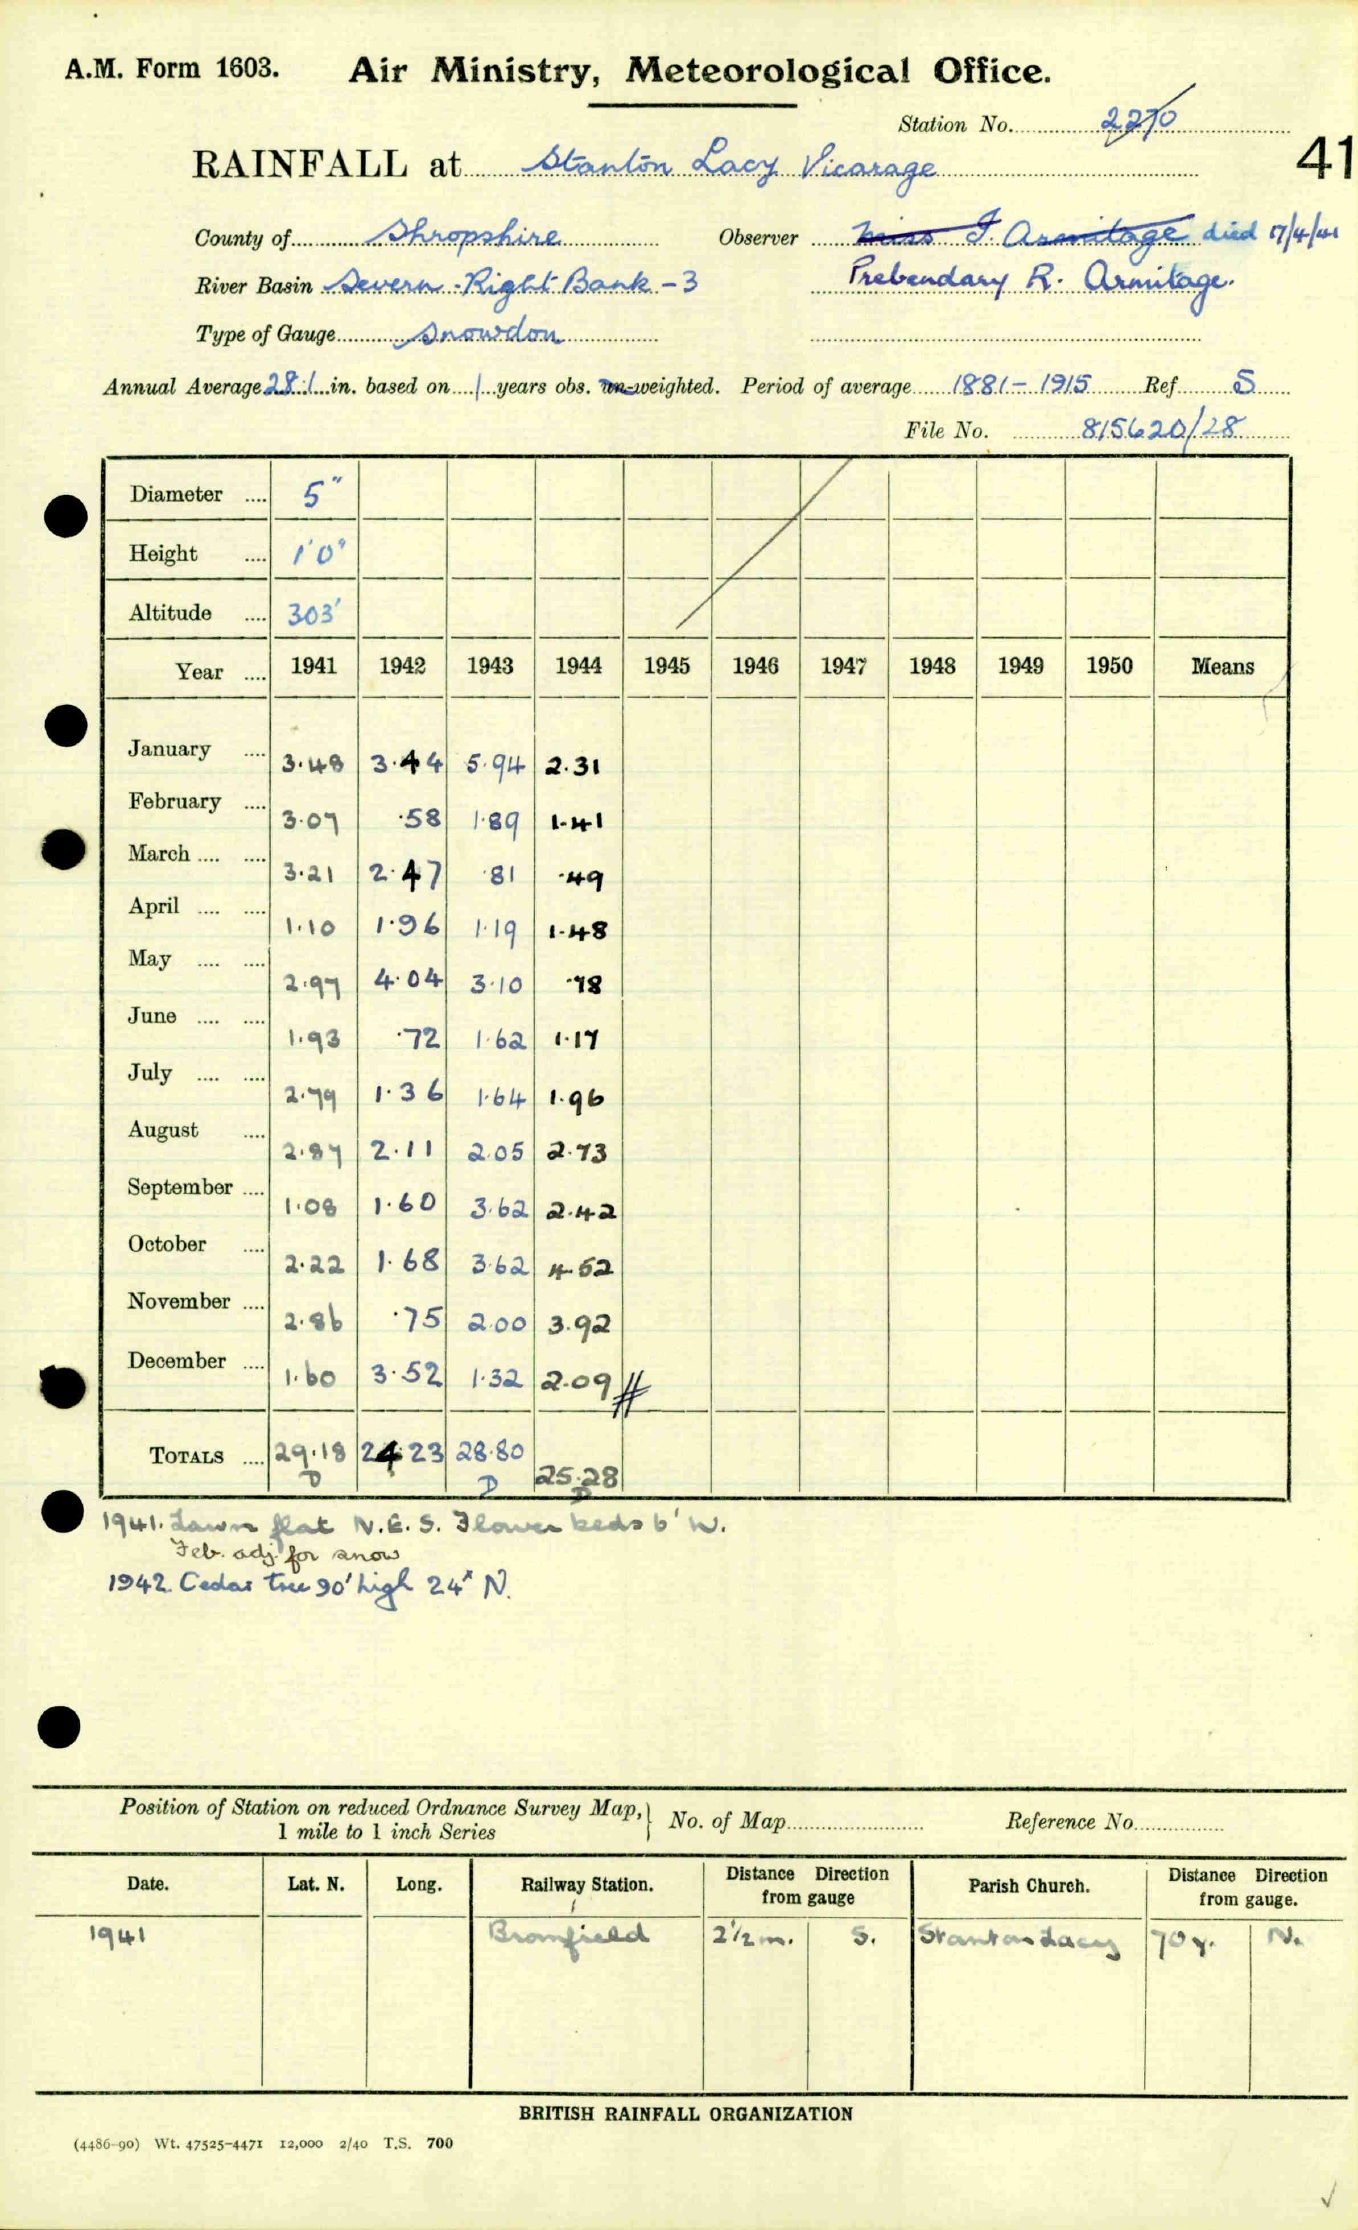 A.M. Form 1603. Air Ministry, Meteorological Office.
Station No. 2270
41
RAINFALL at Stanton Lacy Vicarage
County of Shropshire Observer Miss I. Armitage died 17/4/41
River Basin Severn - Right Bank - 3 Prebendary R. Armitage.
Type of Gauge Snowdon
Annual Average 28.1 in. based on 1 years obs. un-weighted. Period of average 1881 - 1915 Ref S
File No. 815620/28
Diameter .... 5"
Height .... 1'0"
Altitude .... 303'
Year .... 1941 1942 1943 1944 1945 1946 1947 1948 1949 1950 Means
January .... 3.48 3.44 5.94 2.31
February .... 3.07 .58 1.89 1.41
March .... .... 3.21 2.47 .81 .49
April .... .... 1.10 1.96 1.19 1.48
May .... .... 2.97 4.04 3.10 .78
June .... .... 1.93 .72 1.62 1.17
July .... .... 2.79 1.36 1.64 1.96
August .... 2.87 2.11 2.05 2.73
September .... 1.08 1.60 3.62 2.42
October .... 2.22 1.68 3.62 4.52
November .... 2.86 .75 2.00 3.92
December .... 1.60 3.52 1.32 2.09 //
TOTALS .... 29.18 24.23 28.80 25.28
D D D
1941. Lawn flat N.E.S. Flower beds 6' W.
Feb. adj. for snow
1942. Cedar tree 90' high 24x N.
Position of Station on reduced Ordnance Survey Map, 1 mile to 1 inch Series } No. of Map Reference No.
Date. Lat. N. Long. Railway Station. Distance Direction from gauge Parish Church. Distance Direction from gauge.
1941 Bromfield 2½ m. S. Stanton Lacy 70 y. N.
BRITISH RAINFALL ORGANIZATION
(4486-90) Wt. 47525-4471 12,000 2/40 T.S. 700